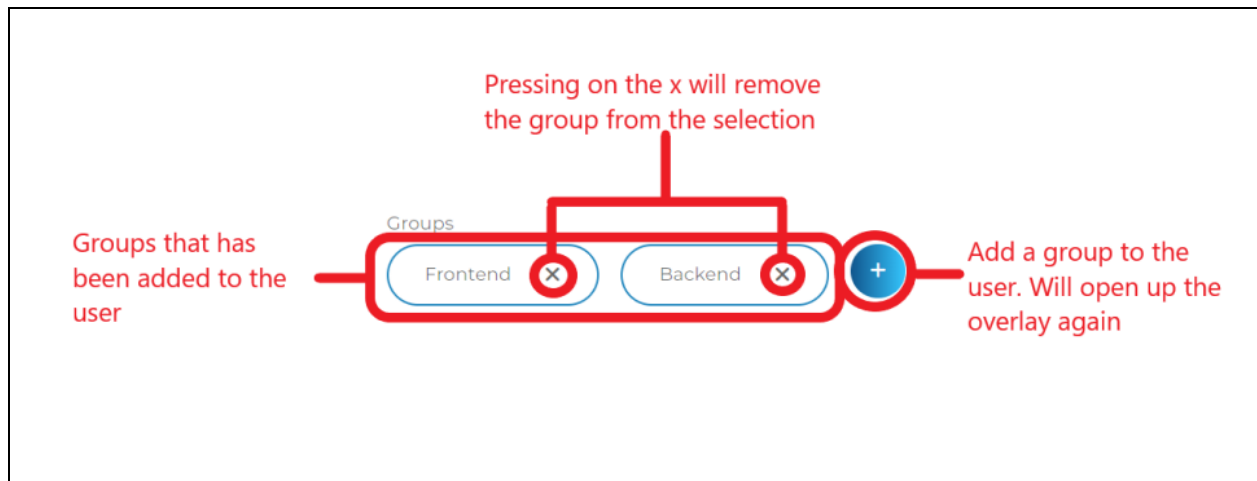 Pressing on the x will remove
the group from the selection
Groups
Groups that has
been added to the
user
Frontend ×
Backend ×
+
Add a group to the
user. Will open up the
overlay again